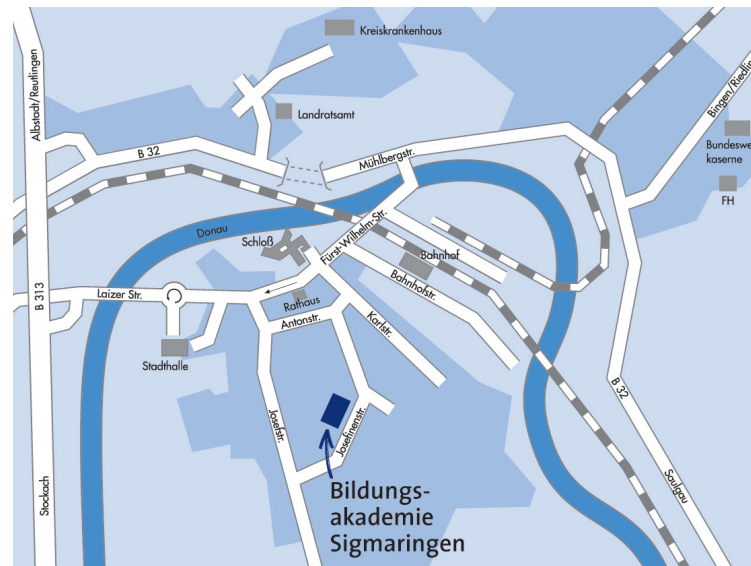 Kreiskrankenhaus
Albstadt/Reutlingen
Landratsamt
Bingen/Riedlin
B 32
Mühlbergstr.
Bundeswe
kaserne
FH
Donau
Schloß
Fürst-Wilhelm-Str.
Bahnhof
B 313
Laizer Str.
Rathaus
Bahnhofstr.
Antonstr.
Karlstr.
Stadthalle
B 32
Josefstr.
Josefinenstr.
Stockach
Saulgau
Bildungs-
akademie
Sigmaringen